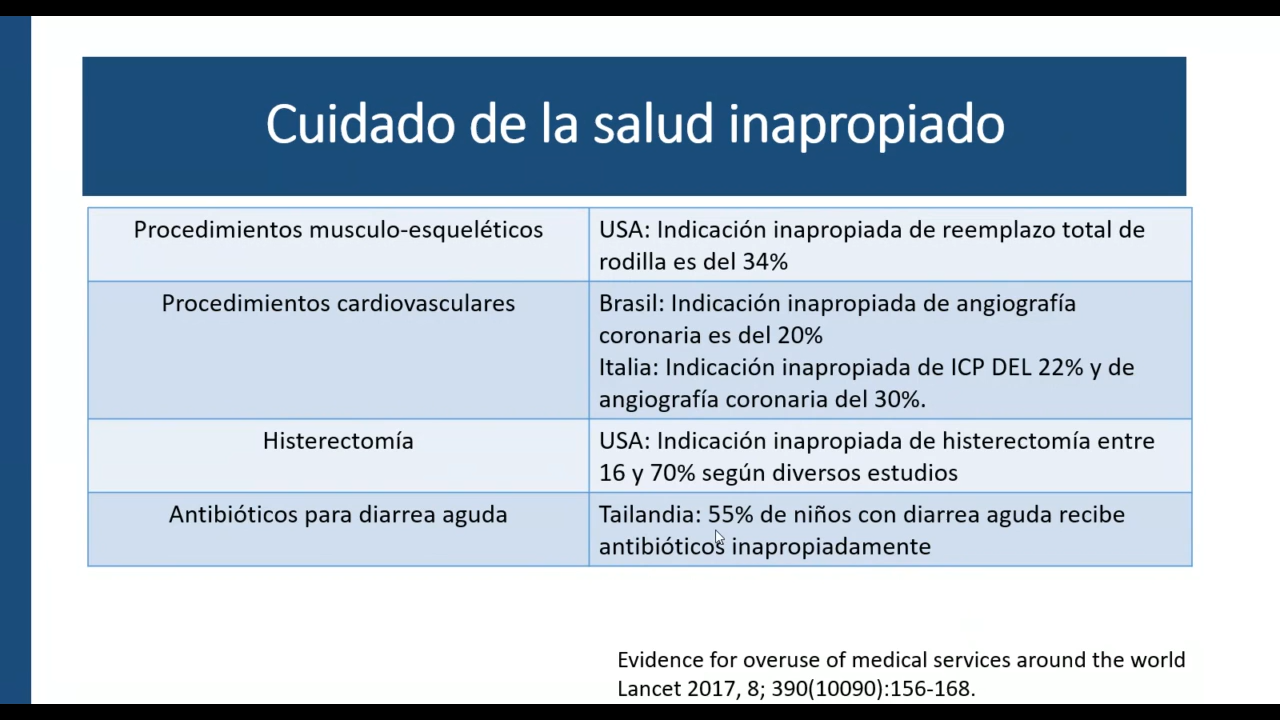 Cuidado de la salud inapropiado
Procedimientos musculo-esqueléticos
USA: Indicación inapropiada de reemplazo total de
rodilla es del 34%
Procedimientos cardiovasculares
Brasil: Indicación inapropiada de angiografía
coronaria es del 20%
Italia: Indicación inapropiada de ICP DEL 22% y de
angiografía coronaria del 30%.
Histerectomía
USA: Indicación inapropiada de histerectomía entre
16 y 70% según diversos estudios
Antibióticos para diarrea aguda
Tailandia: 55% de niños con diarrea aguda recibe
antibióticos inapropiadamente
Evidence for overuse of medical services around the world
Lancet 2017, 8; 390(10090):156-168.